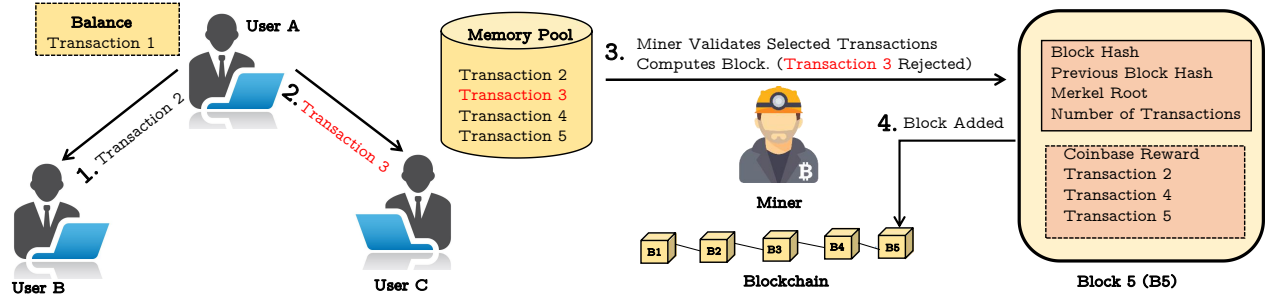 Balance
Transaction 1
User A
1. Transaction 2
2. Transaction 3
User B
User C
Memory Pool
Transaction 2
Transaction 3
Transaction 4
Transaction 5
3. Miner Validates Selected Transactions
Computes Block. (Transaction 3 Rejected)
B
Miner
4. Block Added
B1
B2
B3
B4
B5
Blockchain
Block Hash
Previous Block Hash
Merkel Root
Number of Transactions
Coinbase Reward
Transaction 2
Transaction 4
Transaction 5
Block 5 (B5)